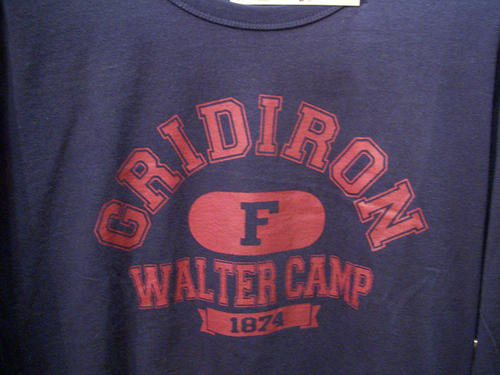 GRIDIRON
F
WALTER CAMP
1874